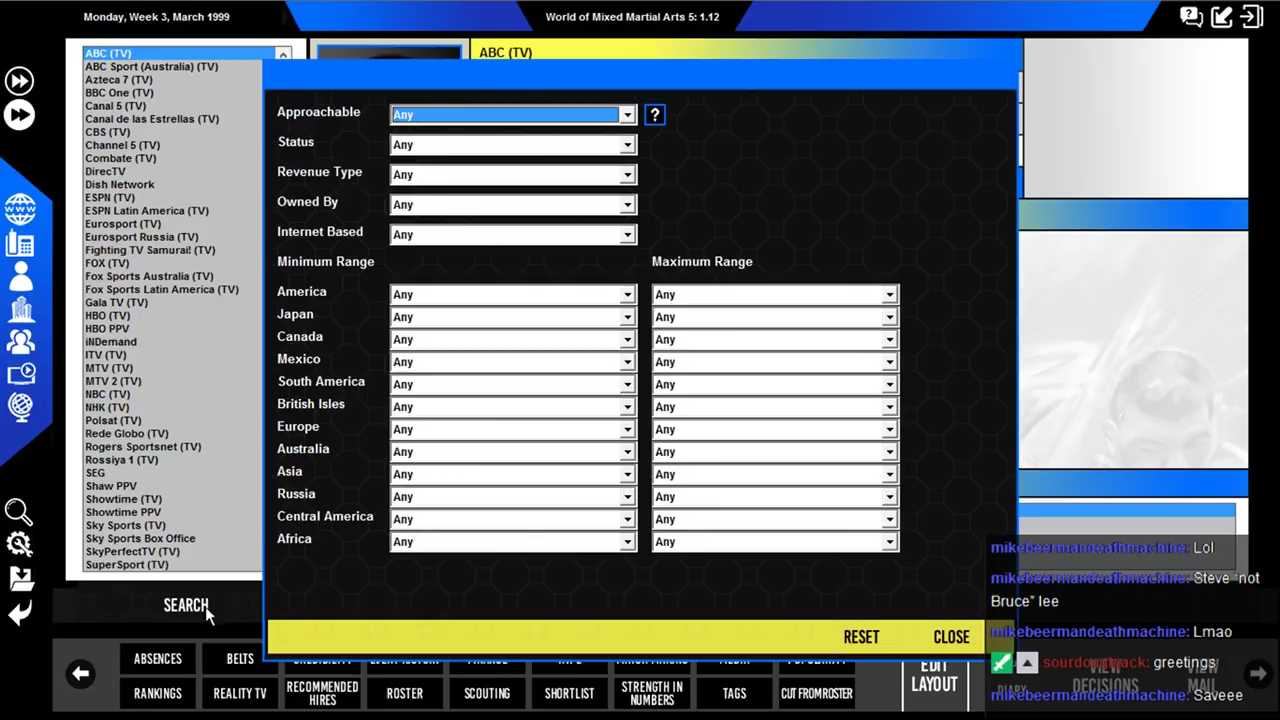 Monday, Week 3, March 1999
World of Mixed Martial Arts 5: 1.12
ABC (TV)
ABC Sport (Australia) (TV)
Azteca 7 (TV)
BBC One (TV)
Canal 5 (TV)
Canal de las Estrellas (TV)
CBS (TV)
Channel 5 (TV)
Combate (TV)
DirecTV
Dish Network
ESPN (TV)
ESPN Latin America (TV)
Eurosport (TV)
Eurosport Russia (TV)
Fighting TV Samurai! (TV)
FOX (TV)
Fox Sports Australia (TV)
Fox Sports Latin America (TV)
Gala TV (TV)
HBO (TV)
HBO PPV
iNDemand
ITV (TV)
MTV (TV)
MTV 2 (TV)
NBC (TV)
NHK (TV)
Polsat (TV)
Rede Globo (TV)
Rogers Sportsnet (TV)
Rossiya 1 (TV)
SEG
Shaw PPV
Showtime (TV)
Showtime PPV
Sky Sports (TV)
Sky Sports Box Office
SkyPerfectTV (TV)
SuperSport (TV)
SEARCH
ABC (TV)
Approachable Any ?
Status Any
Revenue Type Any
Owned By Any
Internet Based Any
Minimum Range Maximum Range
America Any Any
Japan Any Any
Canada Any Any
Mexico Any Any
South America Any Any
British Isles Any Any
Europe Any Any
Australia Any Any
Asia Any Any
Russia Any Any
Central America Any Any
Africa Any Any
RESET CLOSE
mikebeermandeathmachine: Lol
mikebeermandeathmachine: Steve "not
Bruce" lee
mikebeermandeathmachine: Lmao
sourdoughjack: greetings
mikebeermandeathmachine: Saveee
ABSENCES BELTS
RANKINGS REALITY TV RECOMMENDED HIRES ROSTER SCOUTING SHORTLIST STRENGTH IN NUMBERS TAGS CUT FROM ROSTER
EDIT LAYOUT
DIARY
VIEW DECISIONS
VIEW MAIL